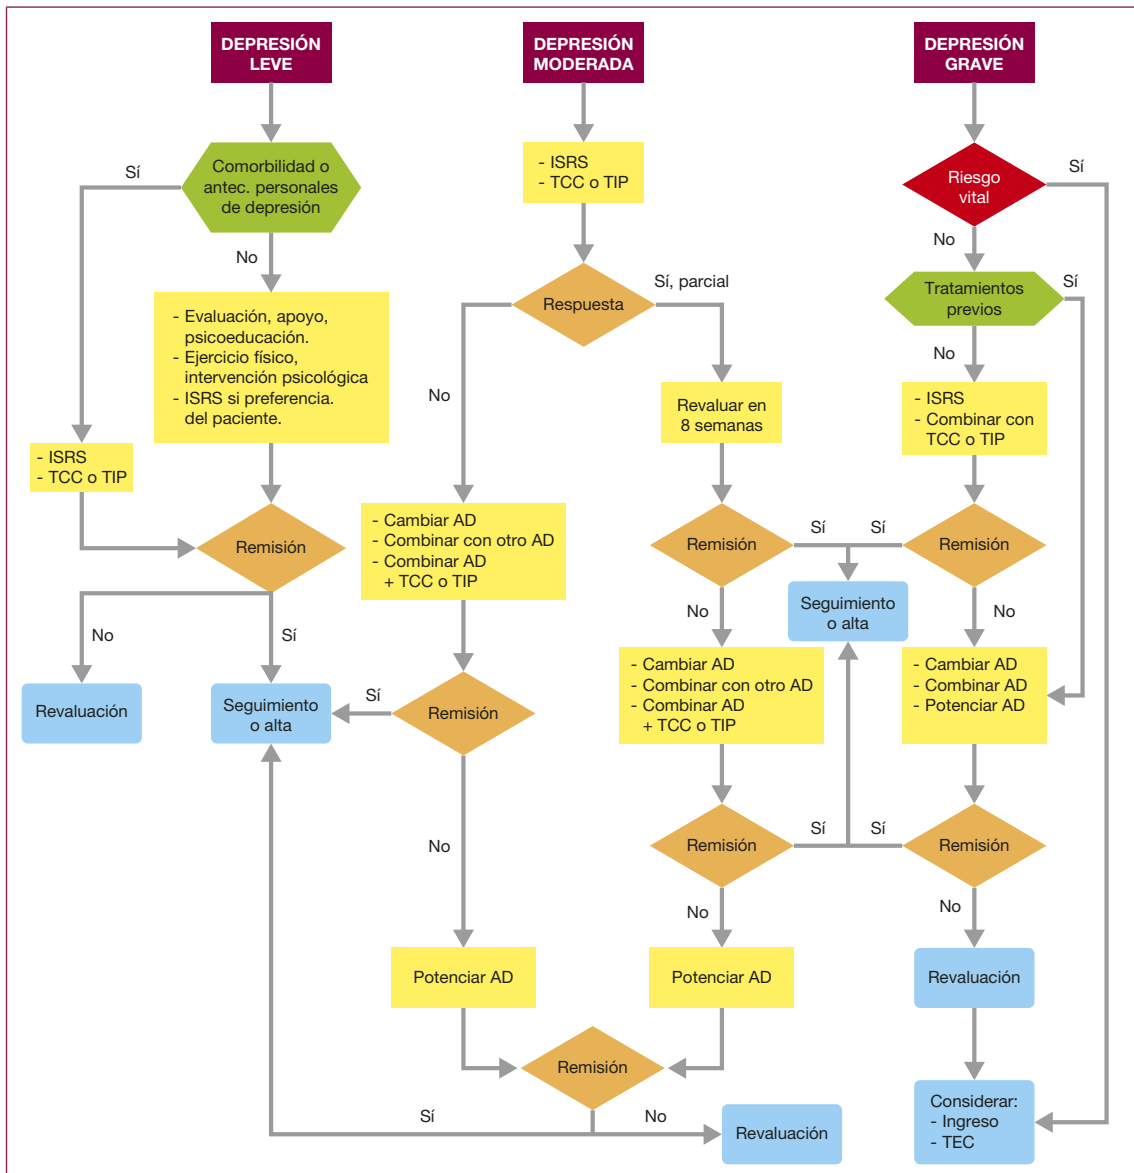 DEPRESIÓN
LEVE
Sí
Comorbilidad o
antec. personales
de depresión
No
- Evaluación, apoyo,
psicoeducación.
- Ejercicio físico,
intervención psicológica
- ISRS si preferencia.
del paciente.
- ISRS
- TCC o TIP
Remisión
No
Sí
Revaluación
Seguimiento
o alta
DEPRESIÓN
MODERADA
- ISRS
- TCC o TIP
Respuesta
Sí, parcial
No
Revaluar en
8 semanas
- Cambiar AD
- Combinar con otro AD
- Combinar AD
+ TCC o TIP
Sí
Remisión
No
Potenciar AD
Remisión
Sí
No
- Cambiar AD
- Combinar con otro AD
- Combinar AD
+ TCC o TIP
Remisión
Sí
No
Potenciar AD
Remisión
Sí
No
Revaluación
DEPRESIÓN
GRAVE
Riesgo
vital
Sí
No
Tratamientos
previos
Sí
No
- ISRS
- Combinar con
TCC o TIP
Sí
Remisión
Seguimiento
o alta
No
- Cambiar AD
- Combinar AD
- Potenciar AD
Sí
Remisión
No
Revaluación
Considerar:
- Ingreso
- TEC